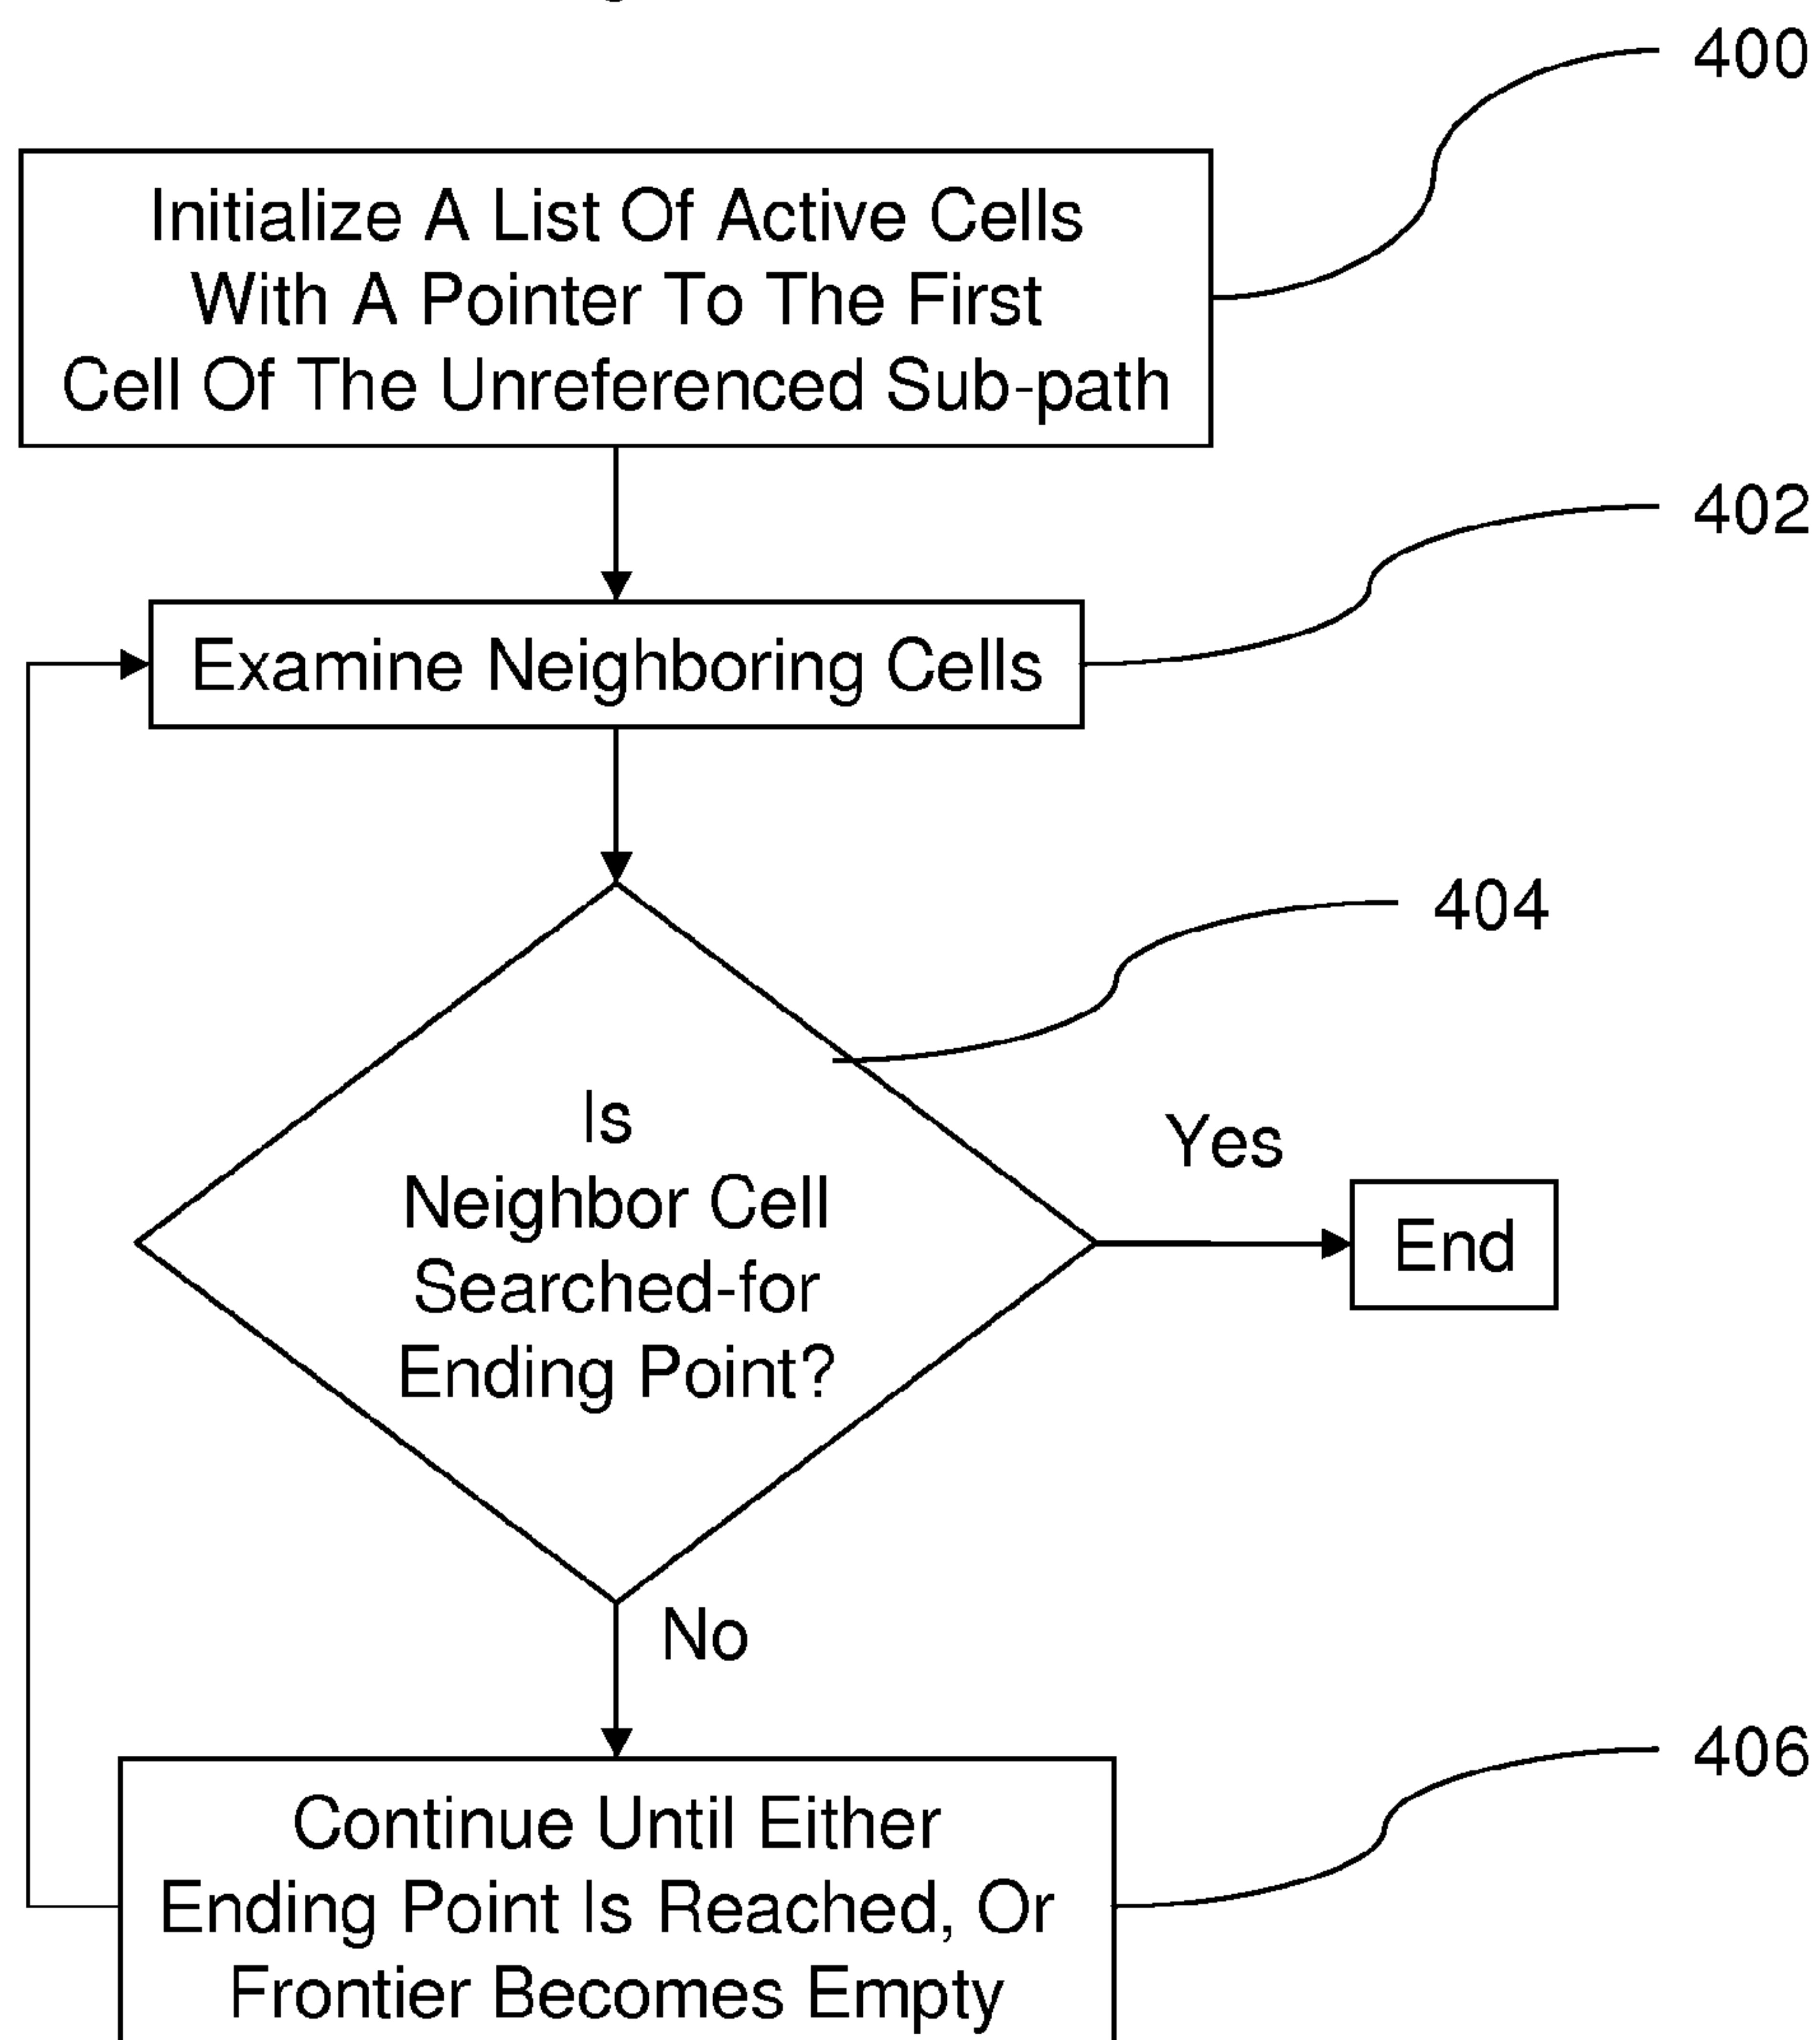 400
Initialize A List Of Active Cells
With A Pointer To The First
Cell Of The Unreferenced Sub-path
402
Examine Neighboring Cells
404
Is
Neighbor Cell
Searched-for
Ending Point?
Yes
End
No
406
Continue Until Either
Ending Point Is Reached, Or
Frontier Becomes Empty